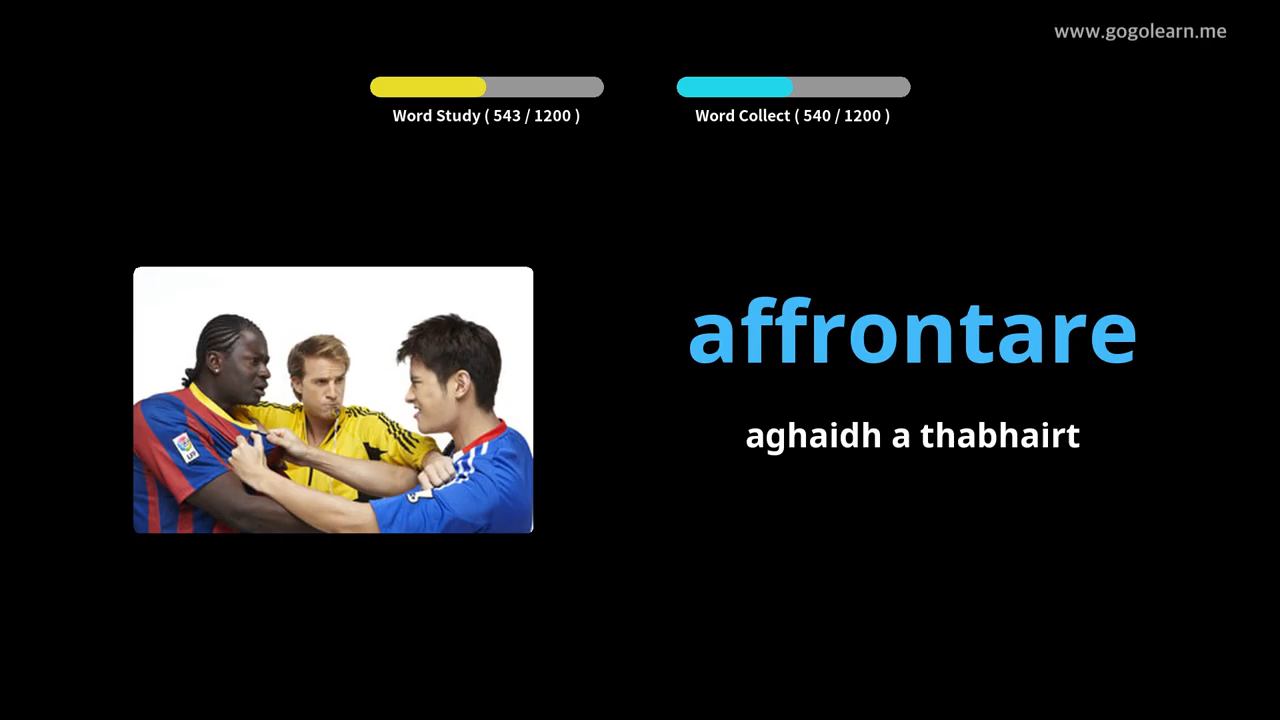 www.gogolearn.me
Word Study ( 543 / 1200 )
Word Collect ( 540 / 1200 )
affrontare
aghaidh a thabhairt